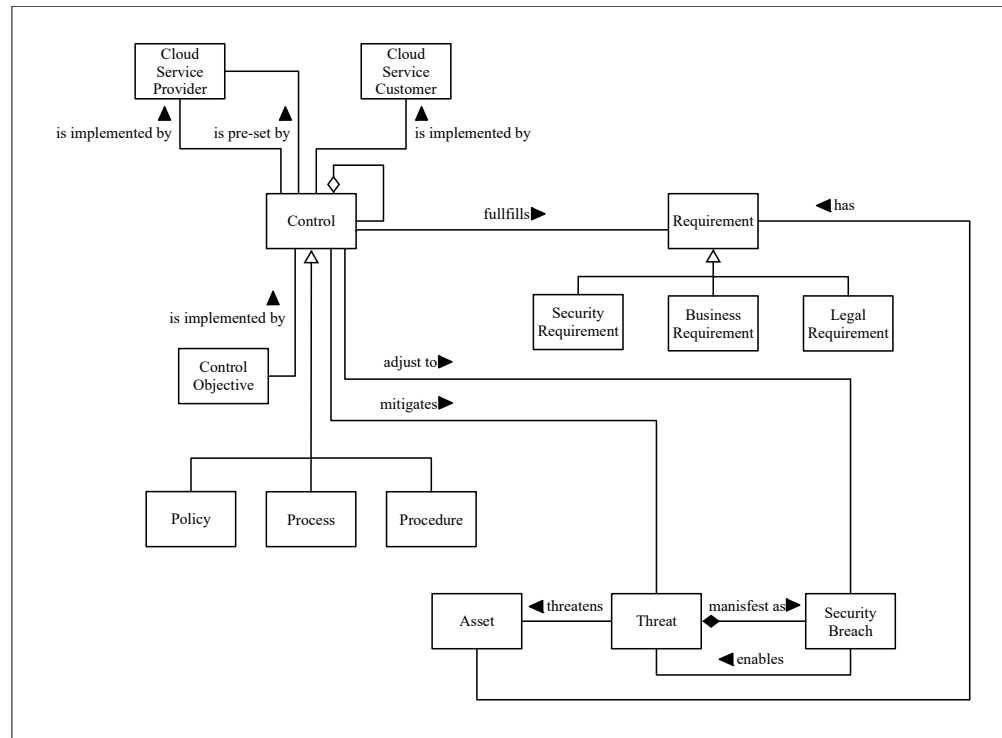 Cloud
Service
Provider
Cloud
Service
Customer
is implemented by
is pre-set by
is implemented by
Control
fullfills
Requirement
has
Security
Requirement
Business
Requirement
Legal
Requirement
is implemented by
Control
Objective
adjust to
mitigates
Policy
Process
Procedure
Asset
threatens
Threat
manisfest as
Security
Breach
enables